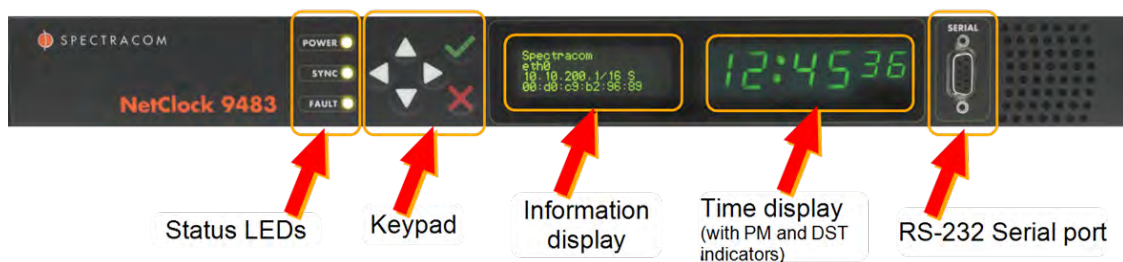 SPECTRACOM
NetClock 9483
POWER
SYNC
FAULT
Spectracom
eth0
10.10.200.1/16 S
00:d0:c9:b2:96:89
12:45 36
SERIAL
Status LEDs
Keypad
Information
display
Time display
(with PM and DST
indicators)
RS-232 Serial port